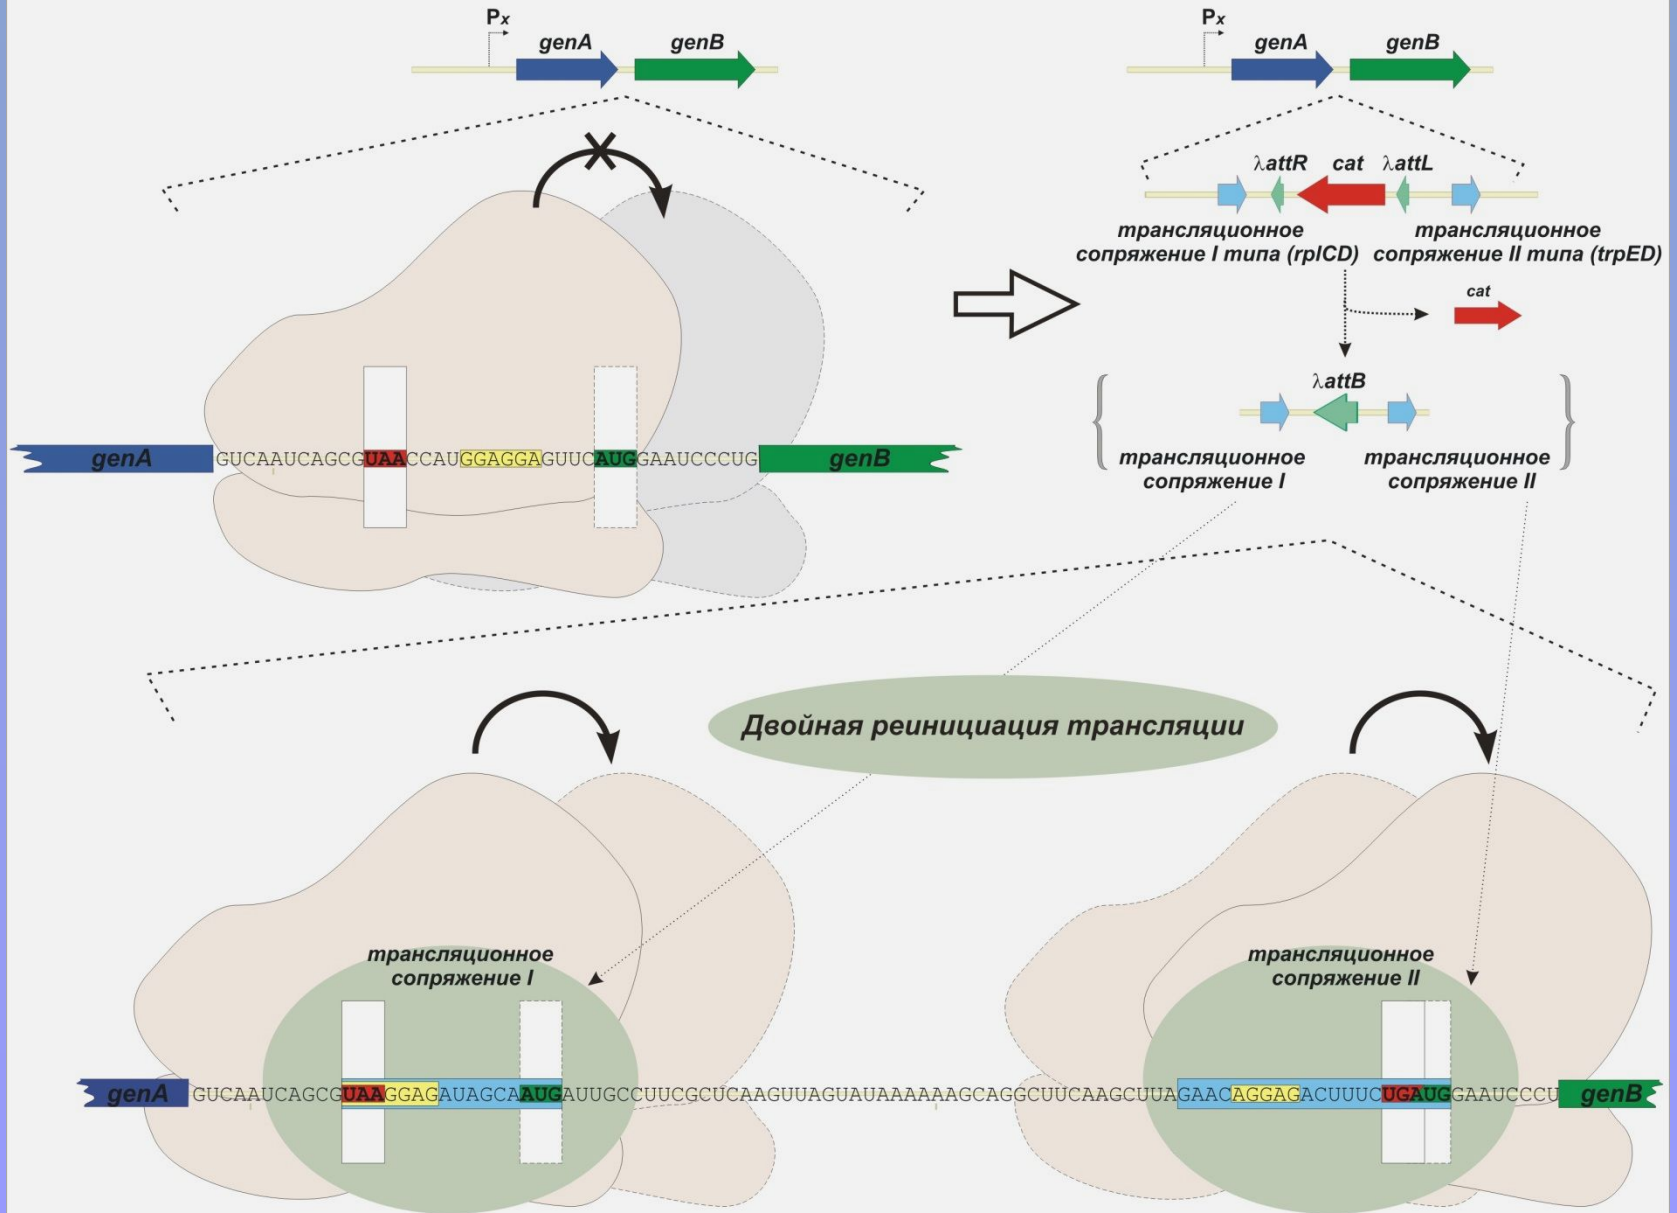 Px
genA
genB
Px
genA
genB
λattR cat λattL
трансляционное
сопряжение I типа (rplCD)
трансляционное
сопряжение II типа (trpED)
cat
λattB
трансляционное
сопряжение I
трансляционное
сопряжение II
genA GUCAAUCAGCGUAACCAUGGAGGAGUUCAUGGAAUCCCUG genB
Двойная реинициация трансляции
трансляционное
сопряжение I
трансляционное
сопряжение II
genA GUCAAUCAGCGUAAGGAGAUAGCAAUGAUUGCCUUCGCUCAAGUUAGUAUAAAAAAGCAGGCUUCAAGCUUAGAACAGGAGACUUUCUGAUGGAAUCCCU genB